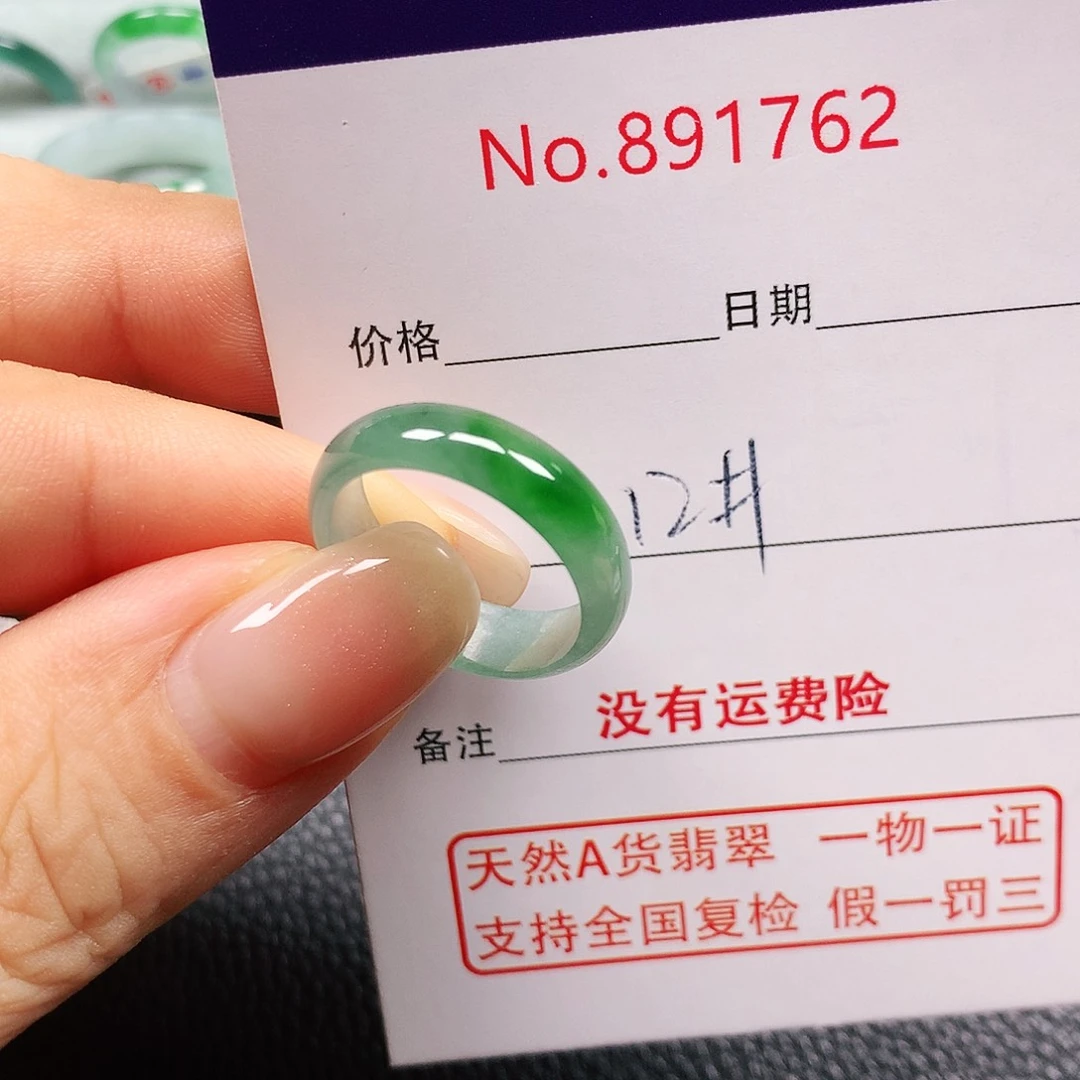 No.891762
价格 日期
12#
备注 没有运费险
天然A货翡翠 一物一证
支持全国复检 假一罚三